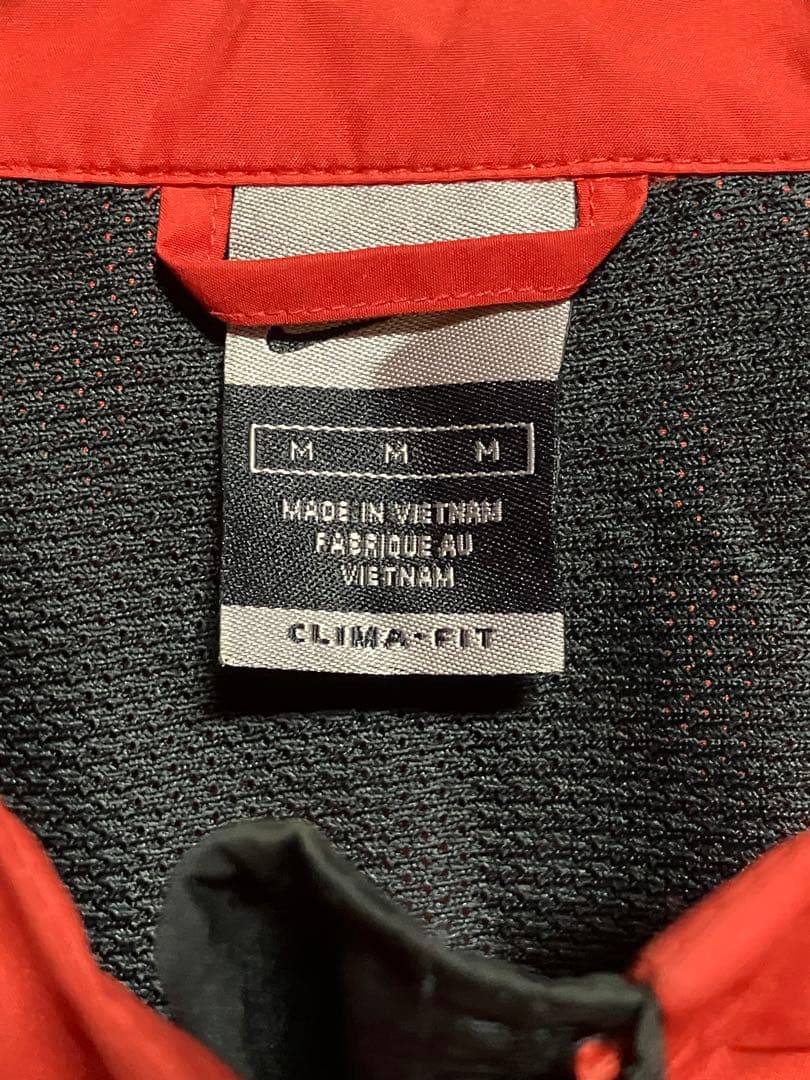 M M M
MADE IN VIETNAM
FABRIQUE AU
VIETNAM
CLIMA-FIT